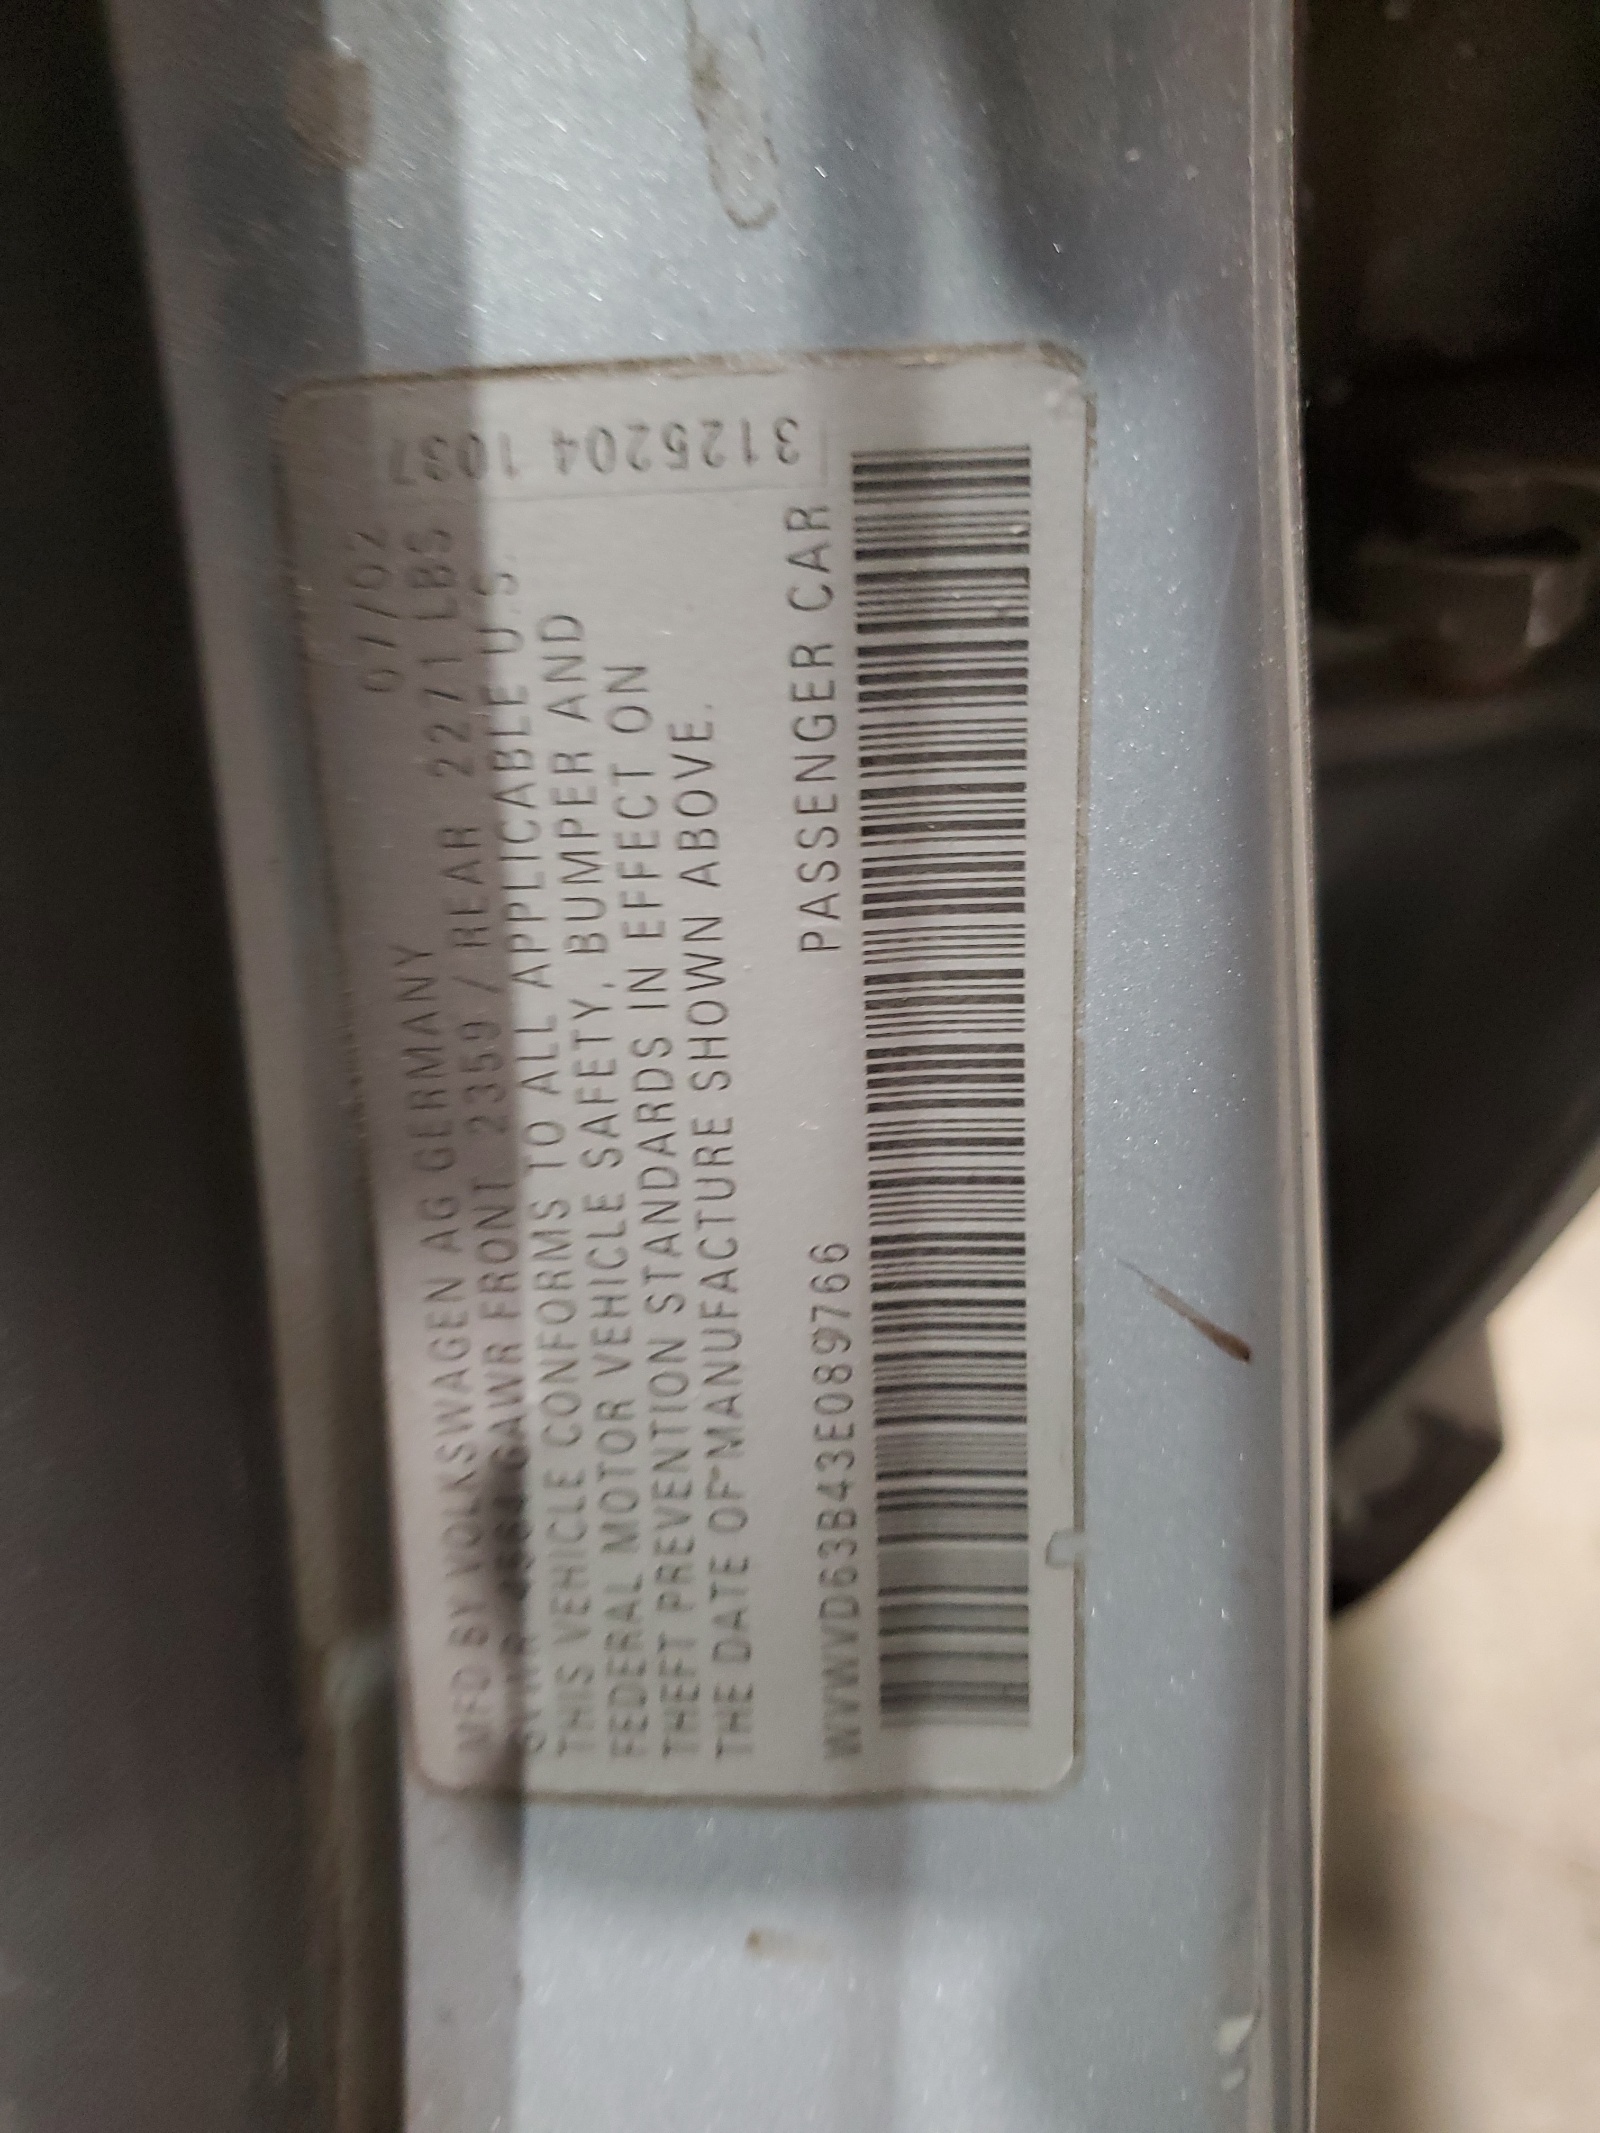 07/02
MFD BY VOLKSWAGEN AG GERMANY
GVWR GAWR FRONT 2359 / REAR 2271 LBS
THIS VEHICLE CONFORMS TO ALL APPLICABLE U.S.
FEDERAL MOTOR VEHICLE SAFETY, BUMPER AND
THEFT PREVENTION STANDARDS IN EFFECT ON
THE DATE OF MANUFACTURE SHOWN ABOVE.
WVWVD63B43E089766 PASSENGER CAR
3125204 1037